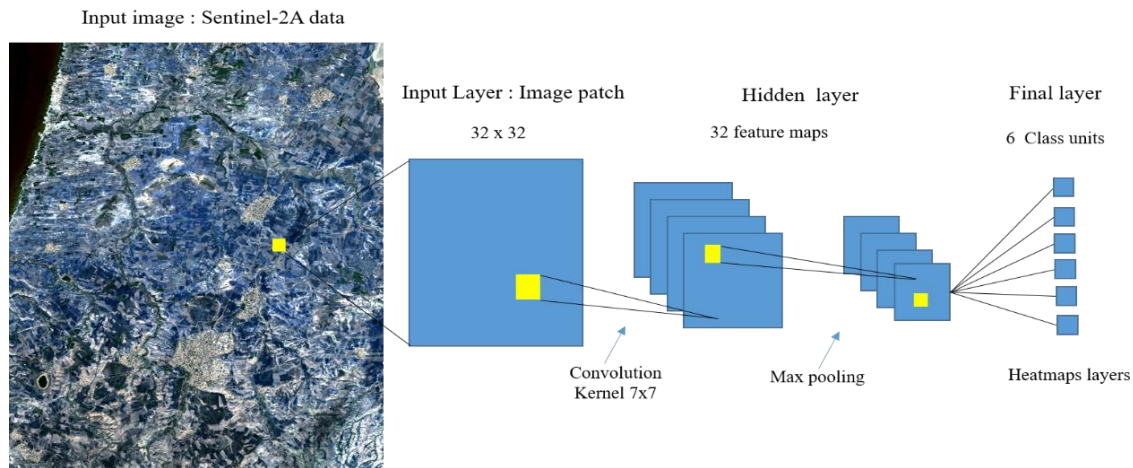 Input image : Sentinel-2A data
Input Layer : Image patch
32 x 32
Hidden layer
32 feature maps
Final layer
6 Class units
Convolution
Kernel 7x7
Max pooling
Heatmaps layers